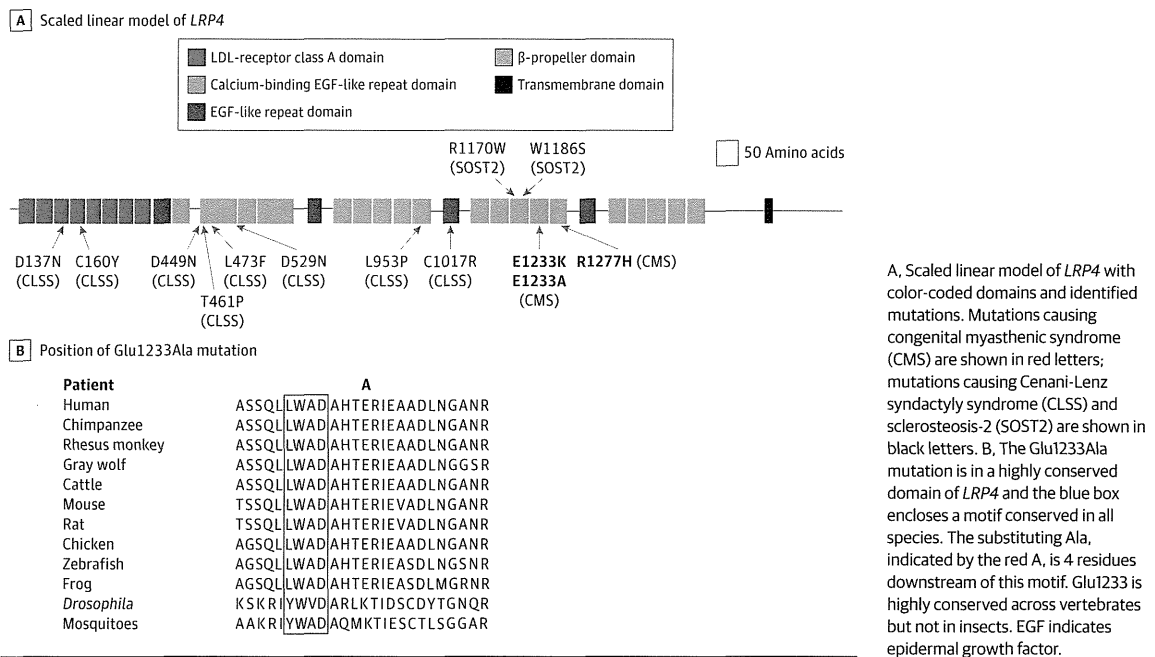 A Scaled linear model of LRP4
LDL-receptor class A domain
Calcium-binding EGF-like repeat domain
EGF-like repeat domain
β-propeller domain
Transmembrane domain
50 Amino acids
R1170W
(SOST2)
W1186S
(SOST2)
D137N
(CLSS)
C160Y
(CLSS)
D449N
(CLSS)
T461P
(CLSS)
L473F
(CLSS)
D529N
(CLSS)
L953P
(CLSS)
C1017R
(CLSS)
E1233K
E1233A
(CMS)
R1277H (CMS)
B Position of Glu1233Ala mutation
Patient A
Human ASSQLLWADAHTERIEAADLNGANR
Chimpanzee ASSQLLWADAHTERIEAADLNGANR
Rhesus monkey ASSQLLWADAHTERIEAADLNGANR
Gray wolf ASSQLLWADAHTERIEAADLNGGSR
Cattle ASSQLLWADAHTERIEAADLNGANR
Mouse TSSQLLWADAHTERIEVADLNGANR
Rat TSSQLLWADAHTERIEVADLNGANR
Chicken AGSQLLWADAHTERIEAADLNGANR
Zebrafish AGSQLLWADAHTERIEASDLNGSNR
Frog AGSQLLWADAHTERIEASDLMGRNR
Drosophila KSKRIYWVDARLKTIDSCDYTGNQR
Mosquitoes AAKRIYWADAQMKTIESCTLSGGAR
A, Scaled linear model of LRP4 with
color-coded domains and identified
mutations. Mutations causing
congenital myasthenic syndrome
(CMS) are shown in red letters;
mutations causing Cenani-Lenz
syndactyly syndrome (CLSS) and
sclerosteosis-2 (SOST2) are shown in
black letters. B, The Glu1233Ala
mutation is in a highly conserved
domain of LRP4 and the blue box
encloses a motif conserved in all
species. The substituting Ala,
indicated by the red A, is 4 residues
downstream of this motif. Glu1233 is
highly conserved across vertebrates
but not in insects. EGF indicates
epidermal growth factor.